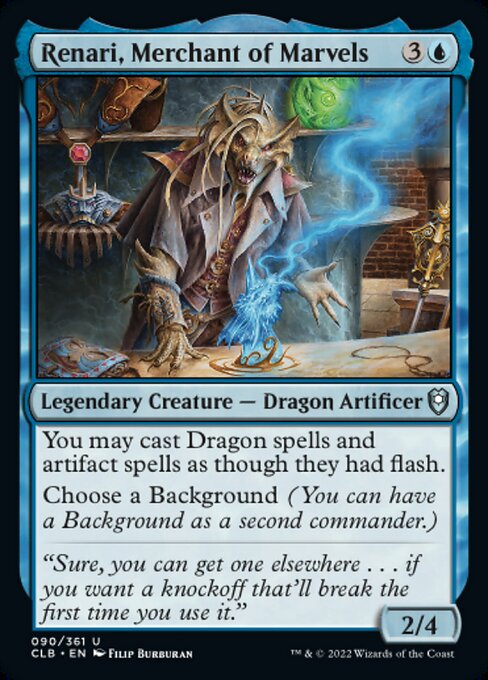 Renari, Merchant of Marvels 3
Legendary Creature — Dragon Artificer
You may cast Dragon spells and
artifact spells as though they had flash.
Choose a Background (You can have
a Background as a second commander.)
“Sure, you can get one elsewhere . . . if
you want a knockoff that’ll break the
first time you use it.”
2/4
090/361 U
CLB • EN Filip Burburan
™ & © 2022 Wizards of the Coast